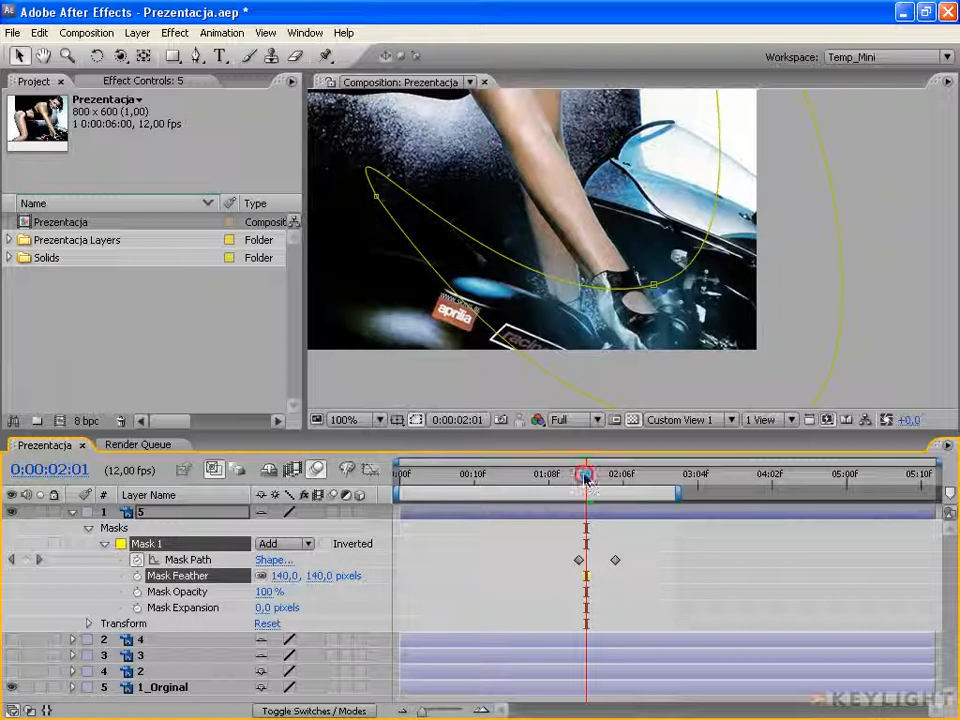 Adobe After Effects - Prezentacja.aep *
File Edit Composition Layer Effect Animation View Window Help
Workspace: Temp_Mini
Project Effect Controls: 5
Composition: Prezentacja
Prezentacja
800 x 600 (1,00)
1 0:00:06:00, 12,00 fps
Name Type
Prezentacja Composit
Prezentacja Layers Folder
Solids Folder
aprilia
racing
8 bpc
100% 0:00:02:01 Full Custom View 1 1 View +0,0
Prezentacja Render Queue
0:00:02:01 (12,00 fps)
:00f 00:10f 01:08f 02:06f 03:04f 04:02f 05:00f 05:10f
# Layer Name
1 5
Masks
Mask 1 Add Inverted
Mask Path Shape...
Mask Feather 140,0, 140,0 pixels
Mask Opacity 100 %
Mask Expansion 0,0 pixels
Transform Reset
2 4
3 3
4 2
5 1_Orginal
Toggle Switches / Modes
KEYLIGHT